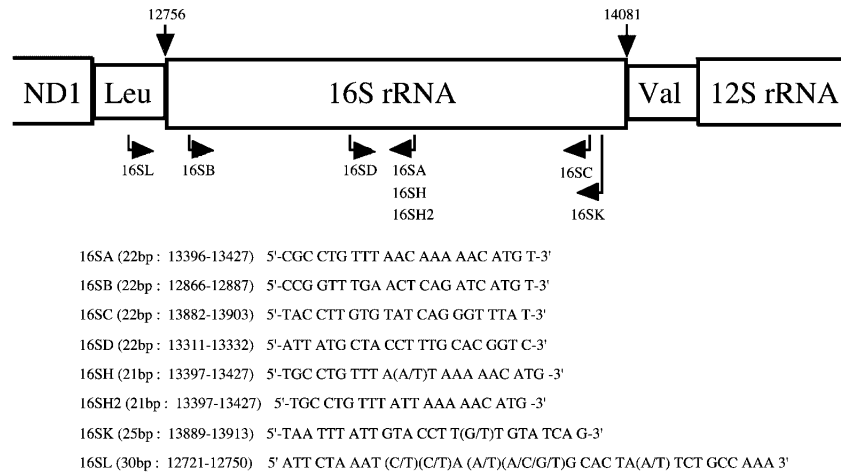 12756 14081
ND1 Leu 16S rRNA Val 12S rRNA
16SL 16SB 16SD 16SA 16SC
16SH
16SH2 16SK
16SA (22bp : 13396-13427) 5'-CGC CTG TTT AAC AAA AAC ATG T-3'
16SB (22bp : 12866-12887) 5'-CCG GTT TGA ACT CAG ATC ATG T-3'
16SC (22bp : 13882-13903) 5'-TAC CTT GTG TAT CAG GGT TTA T-3'
16SD (22bp : 13311-13332) 5'-ATT ATG CTA CCT TTG CAC GGT C-3'
16SH (21bp : 13397-13427) 5'-TGC CTG TTT A(A/T)T AAA AAC ATG -3'
16SH2 (21bp : 13397-13427) 5'-TGC CTG TTT ATT AAA AAC ATG -3'
16SK (25bp : 13889-13913) 5'-TAA TTT ATT GTA CCT T(G/T)T GTA TCA G-3'
16SL (30bp : 12721-12750) 5' ATT CTA AAT (C/T)(C/T)A (A/T)(A/C/G/T)G CAC TA(A/T) TCT GCC AAA 3'